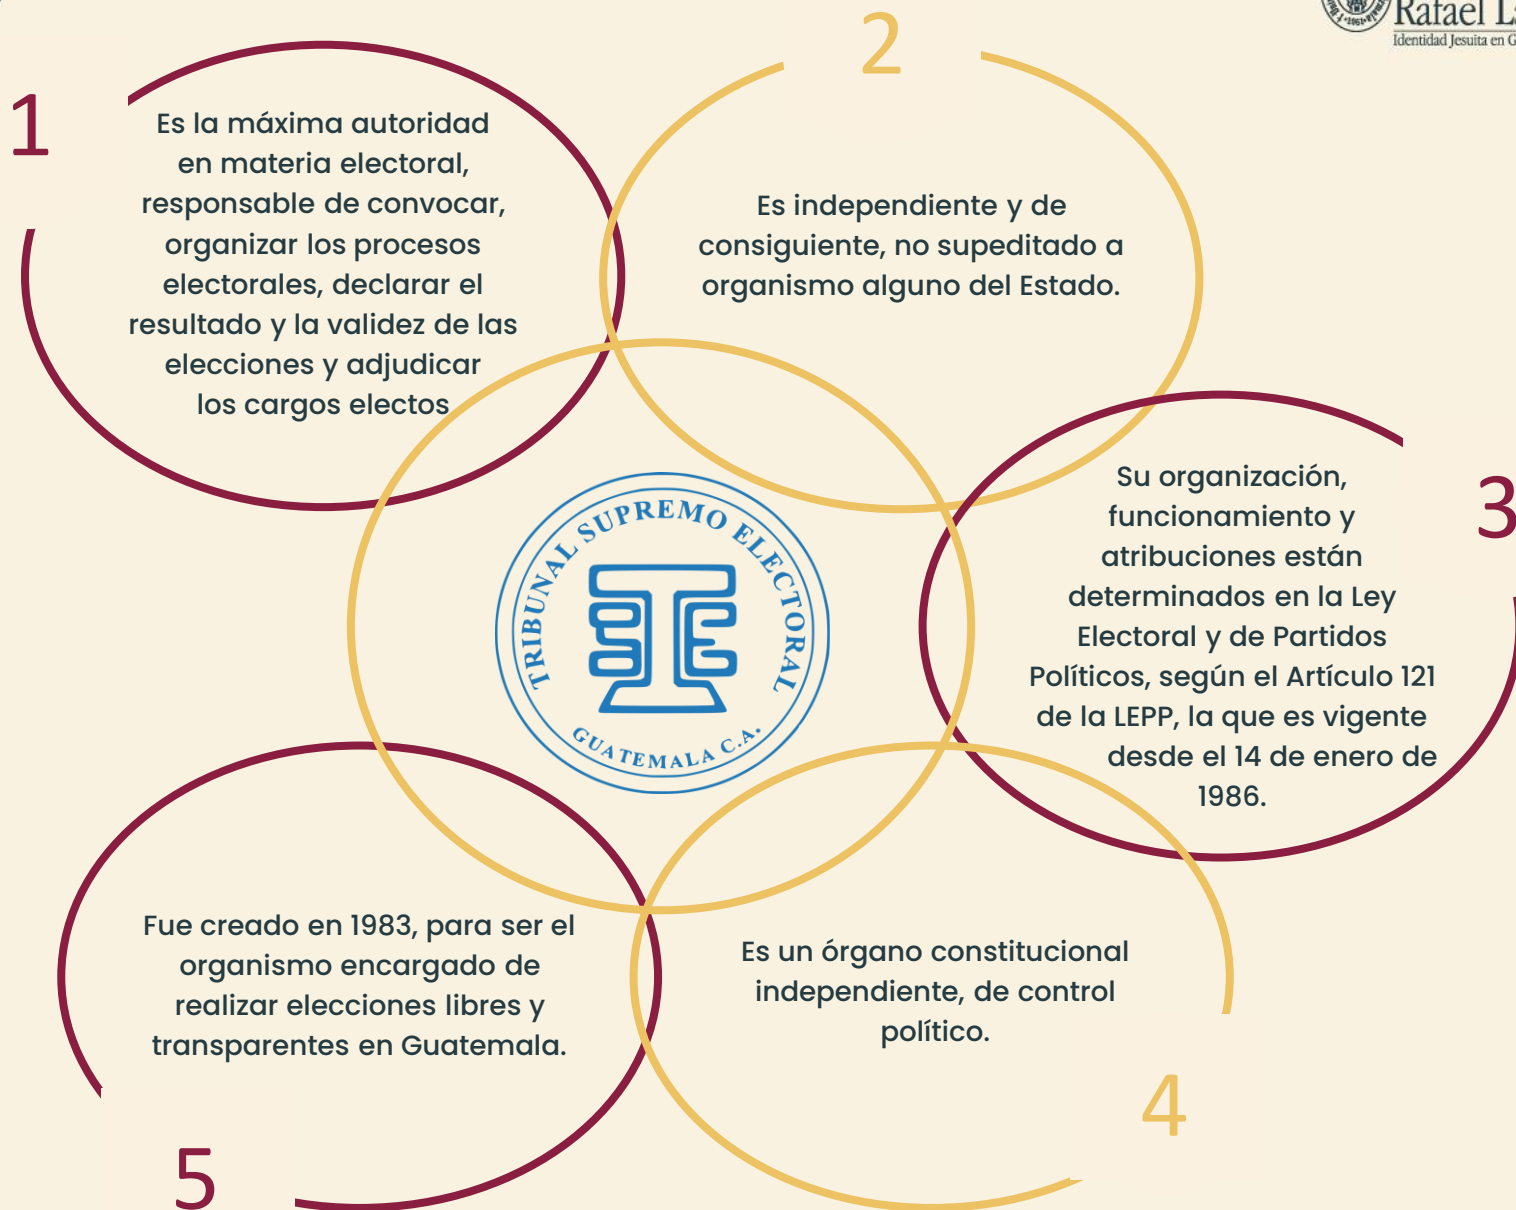 Rafael
Identidad Jesuita en
1
Es la máxima autoridad
en materia electoral,
responsable de convocar,
organizar los procesos
electorales, declarar el
resultado y la validez de las
elecciones y adjudicar
los cargos electos
2
Es independiente y de
consiguiente, no supeditado a
organismo alguno del Estado.
3
Su organización,
funcionamiento y
atribuciones están
determinados en la Ley
Electoral y de Partidos
Políticos, según el Artículo 121
de la LEPP, la que es vigente
desde el 14 de enero de
1986.
TRIBUNAL SUPREMO ELECTORAL
TSE
GUATEMALA C.A.
4
Es un órgano constitucional
independiente, de control
político.
5
Fue creado en 1983, para ser el
organismo encargado de
realizar elecciones libres y
transparentes en Guatemala.